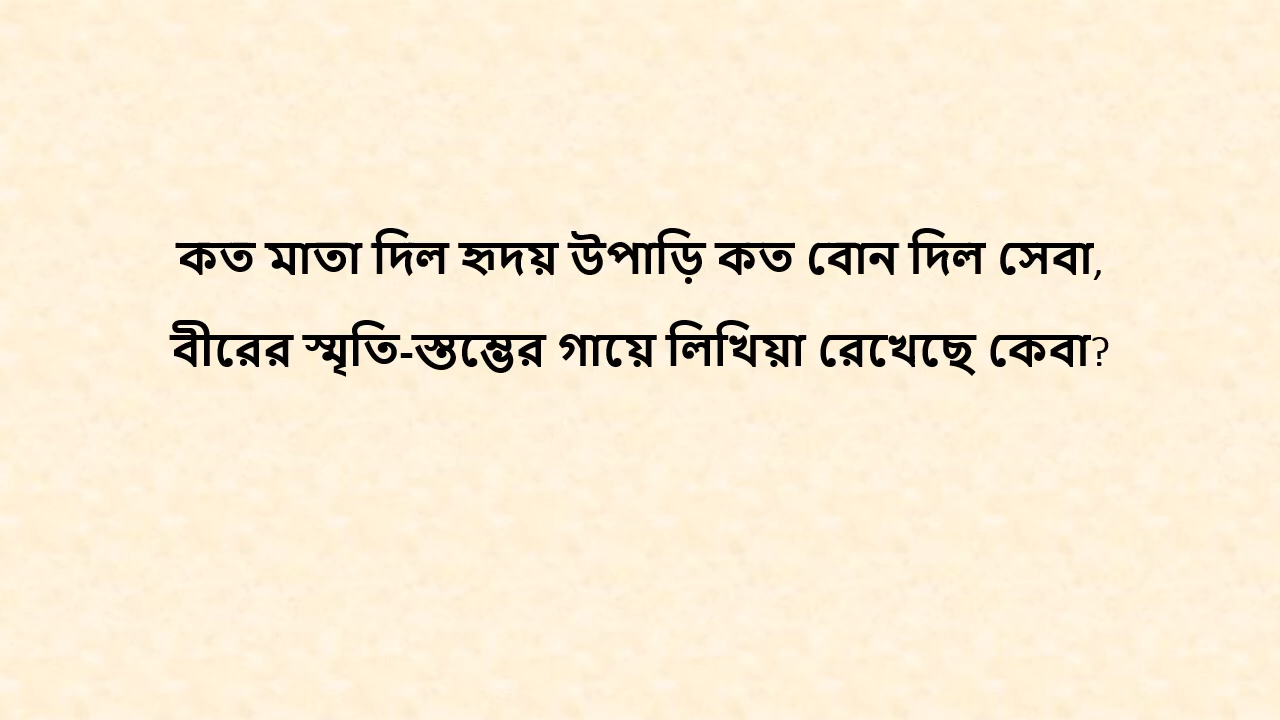 কত মাতা দিল হৃদয় উপাড়ি কত বোন দিল সেবা,
বীরের স্মৃতি-স্তম্ভের গায়ে লিখিয়া রেখেছে কেবা?